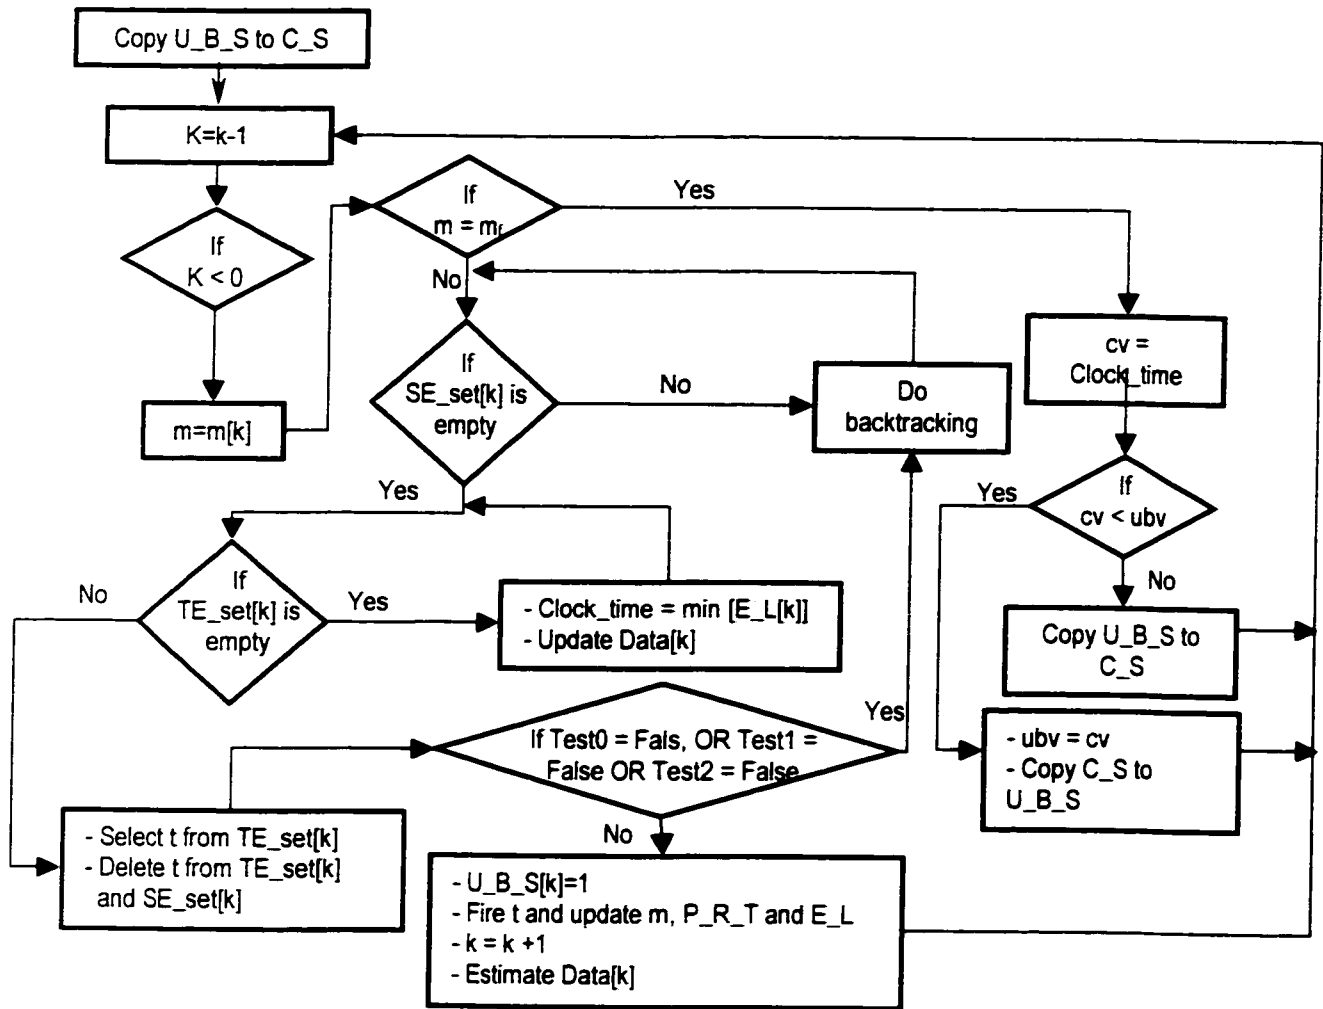 Copy U_B_S to C_S
K=k-1
If
K < 0
m=m[k]
If
m = mf
Yes
No
If
SE_set[k] is
empty
No
Yes
Do
backtracking
cv =
Clock_time
If
cv < ubv
Yes
No
Copy U_B_S to
C_S
- ubv = cv
- Copy C_S to
U_B_S
If
TE_set[k] is
empty
No
Yes
- Clock_time = min [E_L[k]]
- Update Data[k]
If Test0 = Fals, OR Test1 =
False OR Test2 = False
Yes
No
- Select t from TE_set[k]
- Delete t from TE_set[k]
and SE_set[k]
- U_B_S[k]=1
- Fire t and update m, P_R_T and E_L
- k = k +1
- Estimate Data[k]